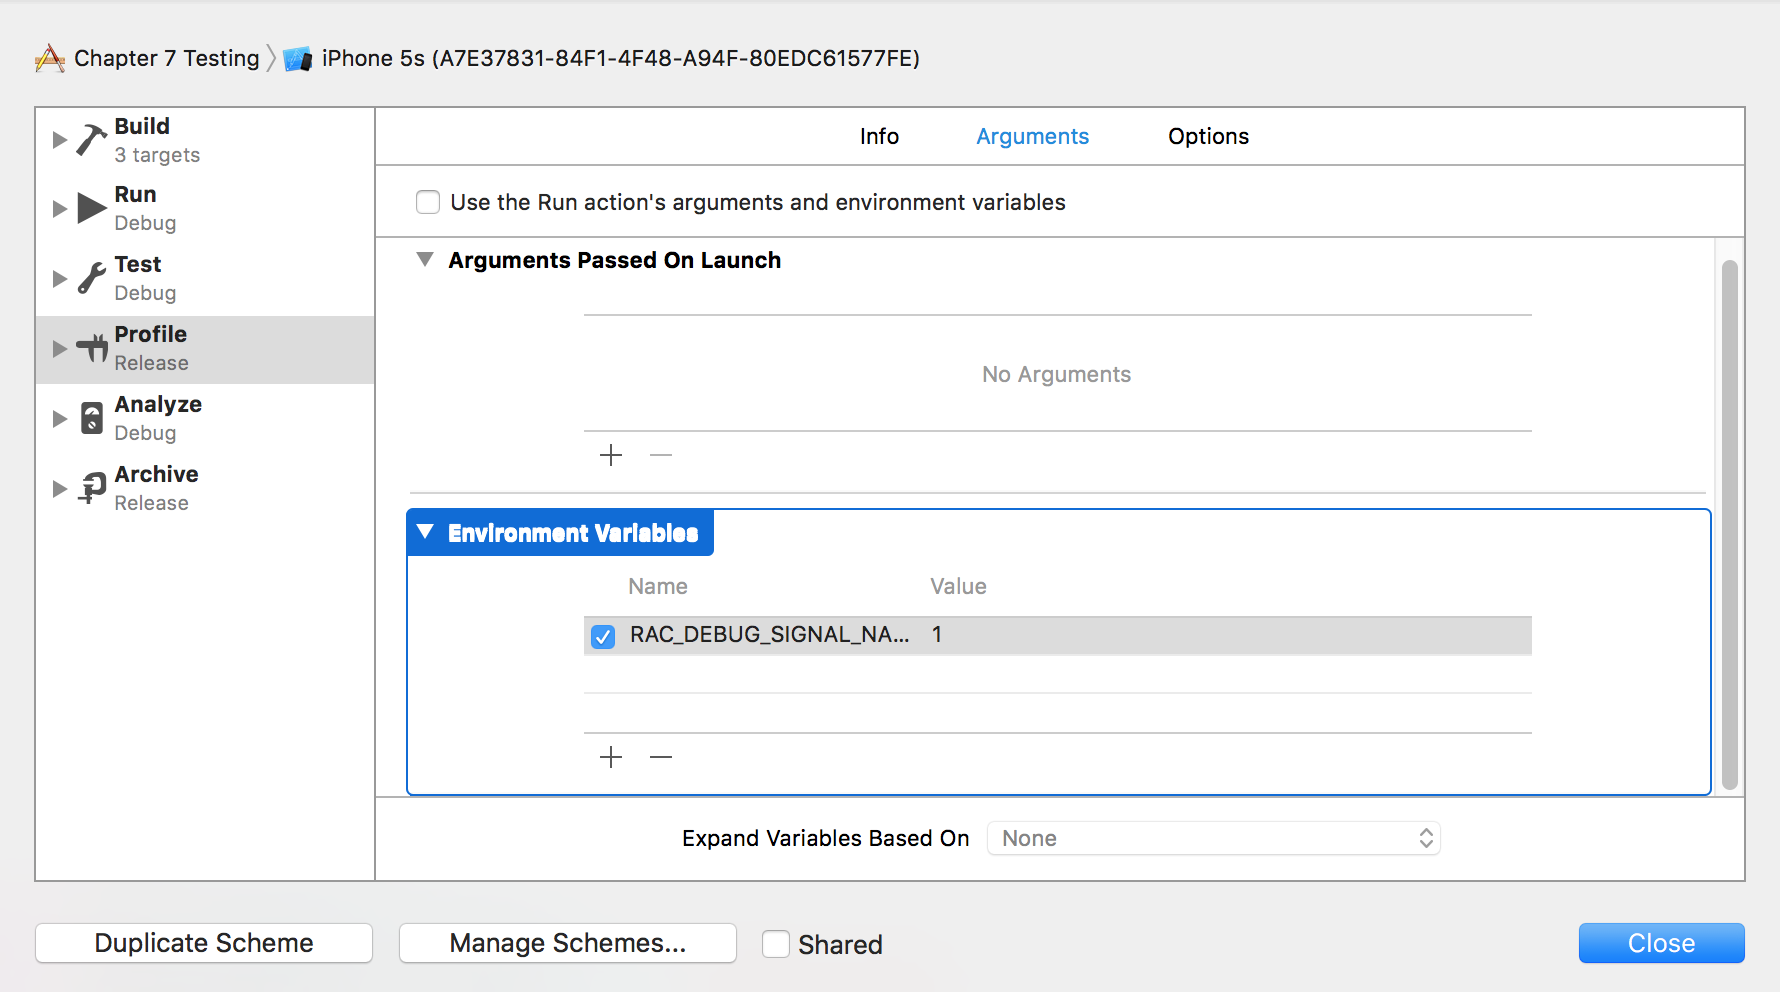 Chapter 7 Testing
iPhone 5s (A7E37831-84F1-4F48-A94F-80EDC61577FE)
Build
3 targets
Run
Debug
Test
Debug
Profile
Release
Analyze
Debug
Archive
Release
Info Arguments Options
Use the Run action's arguments and environment variables
Arguments Passed On Launch
No Arguments
Environment Variables
Name Value
RAC_DEBUG_SIGNAL_NA... 1
Expand Variables Based On None
Duplicate Scheme Manage Schemes... Shared Close